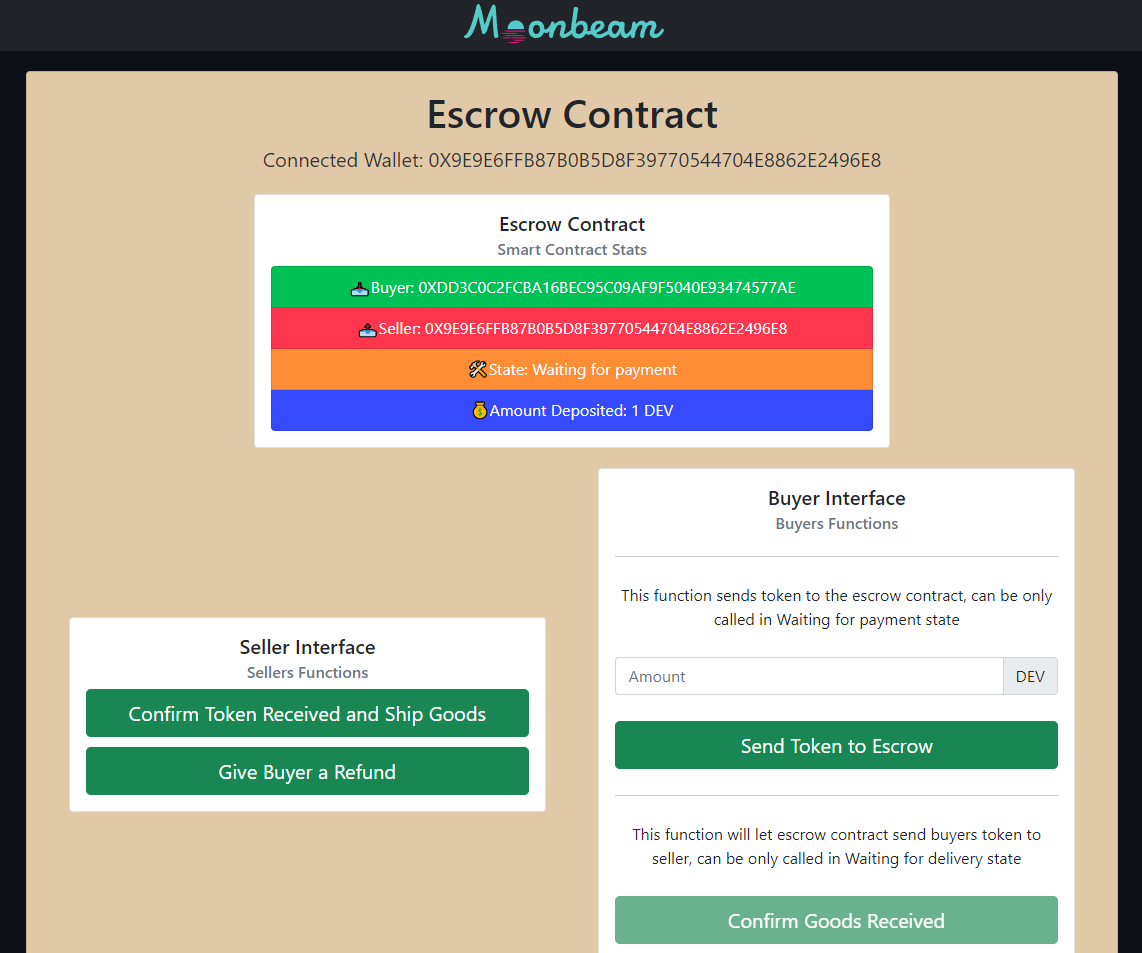 Moonbeam
Escrow Contract
Connected Wallet: 0X9E9E6FFB87B0B5D8F39770544704E8862E2496E8
Escrow Contract
Smart Contract Stats
Buyer: 0XDD3C0C2FCBA16BEC95C09AF9F5040E93474577AE
Seller: 0X9E9E6FFB87B0B5D8F39770544704E8862E2496E8
State: Waiting for payment
Amount Deposited: 1 DEV
Seller Interface
Sellers Functions
Confirm Token Received and Ship Goods
Give Buyer a Refund
Buyer Interface
Buyers Functions
This function sends token to the escrow contract, can be only
called in Waiting for payment state
Amount DEV
Send Token to Escrow
This function will let escrow contract send buyers token to
seller, can be only called in Waiting for delivery state
Confirm Goods Received